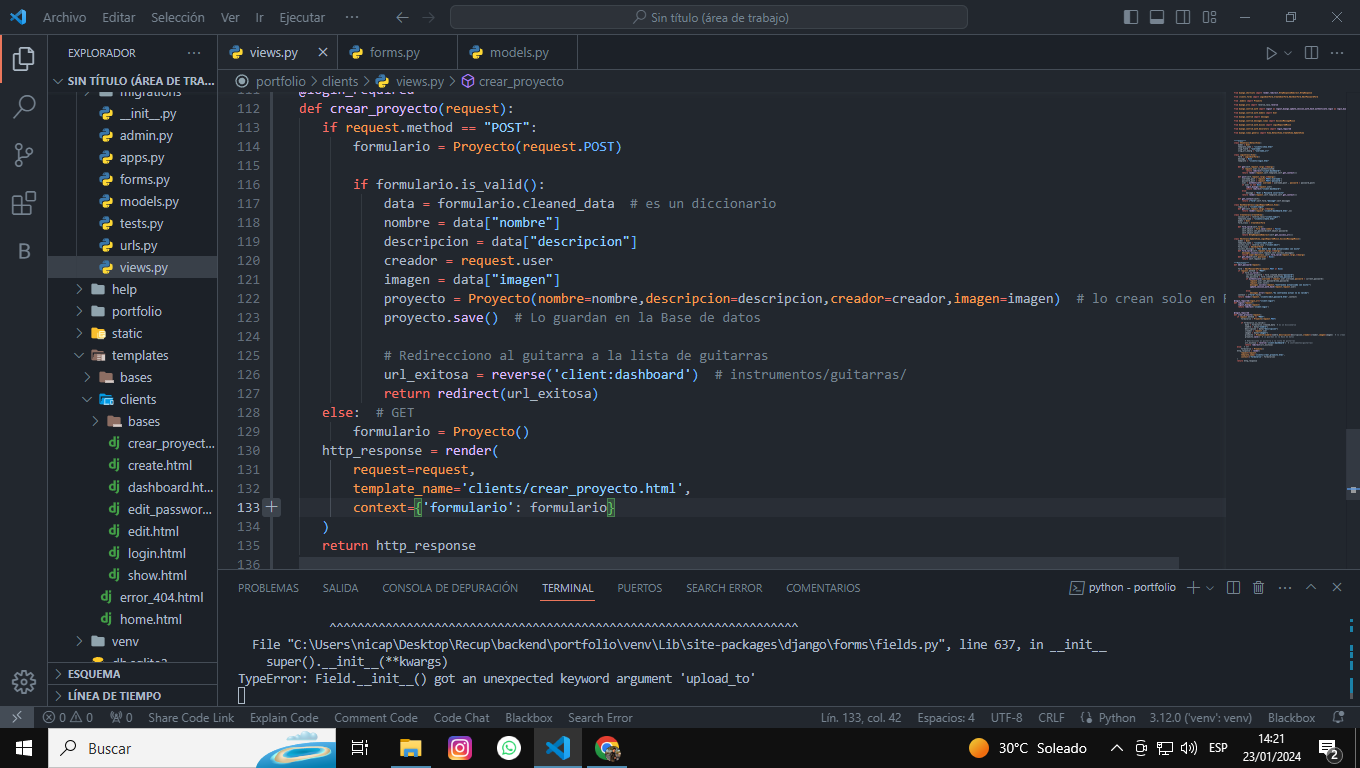 Archivo Editar Selección Ver Ir Ejecutar ··· Sin título (área de trabajo)
EXPLORADOR ···
SIN TÍTULO (ÁREA DE TRA...
migrations
__init__.py
admin.py
apps.py
forms.py
models.py
tests.py
urls.py
views.py
help
portfolio
static
templates
bases
clients
bases
crear_proyect...
create.html
dashboard.ht...
edit_passwor...
edit.html
login.html
show.html
error_404.html
home.html
venv
db.sqlite3
ESQUEMA
LÍNEA DE TIEMPO
views.py forms.py models.py
portfolio > clients > views.py > crear_proyecto
111 @login_required
112 def crear_proyecto(request):
113 if request.method == "POST":
114 formulario = Proyecto(request.POST)
115
116 if formulario.is_valid():
117 data = formulario.cleaned_data # es un diccionario
118 nombre = data["nombre"]
119 descripcion = data["descripcion"]
120 creador = request.user
121 imagen = data["imagen"]
122 proyecto = Proyecto(nombre=nombre,descripcion=descripcion,creador=creador,imagen=imagen) # lo crean solo en
123 proyecto.save() # Lo guardan en la Base de datos
124
125 # Redirecciono al guitarra a la lista de guitarras
126 url_exitosa = reverse('client:dashboard') # instrumentos/guitarras/
127 return redirect(url_exitosa)
128 else: # GET
129 formulario = Proyecto()
130 http_response = render(
131 request=request,
132 template_name='clients/crear_proyecto.html',
133 context={'formulario': formulario}
134 )
135 return http_response
136
PROBLEMAS SALIDA CONSOLA DE DEPURACIÓN TERMINAL PUERTOS SEARCH ERROR COMENTARIOS python - portfolio
^^^^^^^^^^^^^^^^^^^^^^^^^^^^^^^^^^^^^^^^^^^^^^^^^^^^^^^^^^^^^
File "C:\Users\nicap\Desktop\Recup\backend\portfolio\venv\Lib\site-packages\django\forms\fields.py", line 637, in __init__
super().__init__(**kwargs)
TypeError: Field.__init__() got an unexpected keyword argument 'upload_to'
0 0 0 Share Code Link Explain Code Comment Code Code Chat Blackbox Search Error Lín. 133, col. 42 Espacios: 4 UTF-8 CRLF Python 3.12.0 ('venv': venv) Blackbox
Buscar 30°C Soleado ESP 14:21
23/01/2024 2